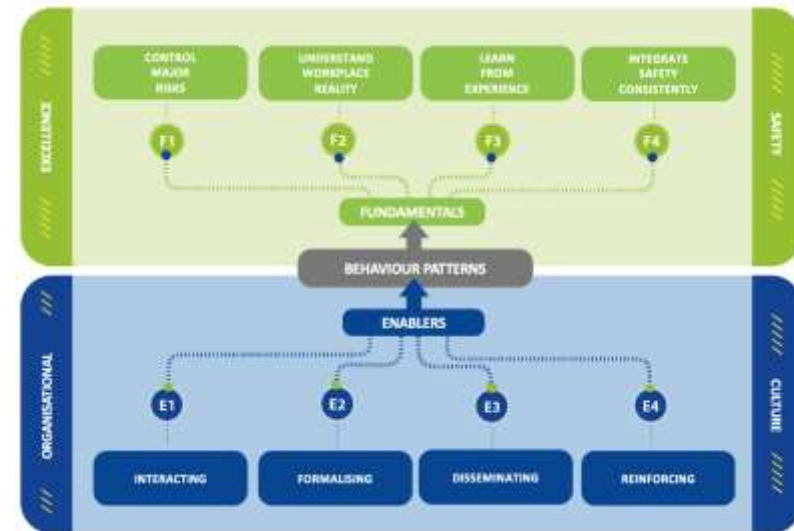 CONTROL
MAJOR
RISKS
UNDERSTAND
WORKPLACE
REALITY
LEARN
FROM
EXPERIENCE
INTEGRATE
SAFETY
CONSISTENTLY
EXCELLENCE
SAFETY
F1
F2
F3
F4
FUNDAMENTALS
BEHAVIOUR PATTERNS
ENABLERS
ORGANISATIONAL
CULTURE
E1
E2
E3
E4
INTERACTING
FORMALISING
DISSEMINATING
REINFORCING